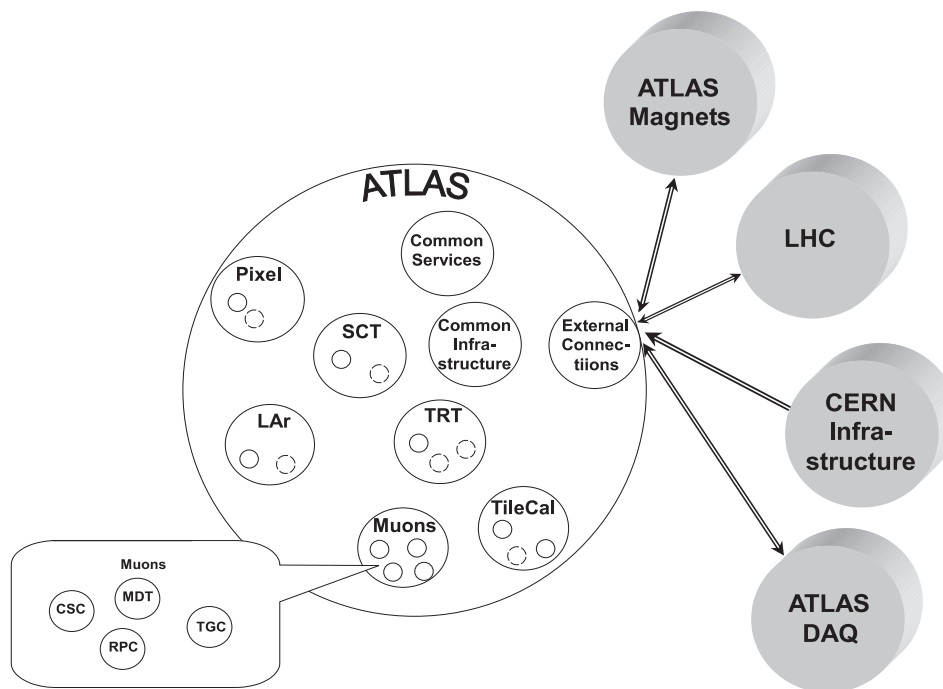 ATLAS
Magnets
LHC
CERN
Infra-
structure
ATLAS
DAQ
ATLAS
Common
Services
Pixel
SCT
Common
Infra-
structure
External
Connec-
tiions
LAr
TRT
TileCal
Muons
Muons
CSC
MDT
TGC
RPC